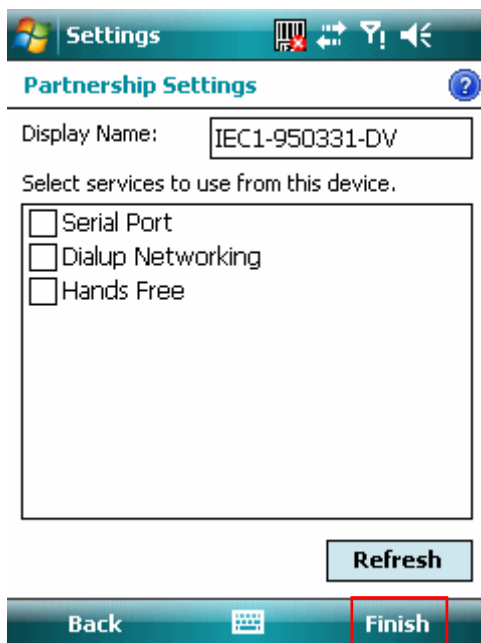 Settings
Partnership Settings
Display Name: IEC1-950331-DV
Select services to use from this device.
Serial Port
Dialup Networking
Hands Free
Refresh
Back Finish